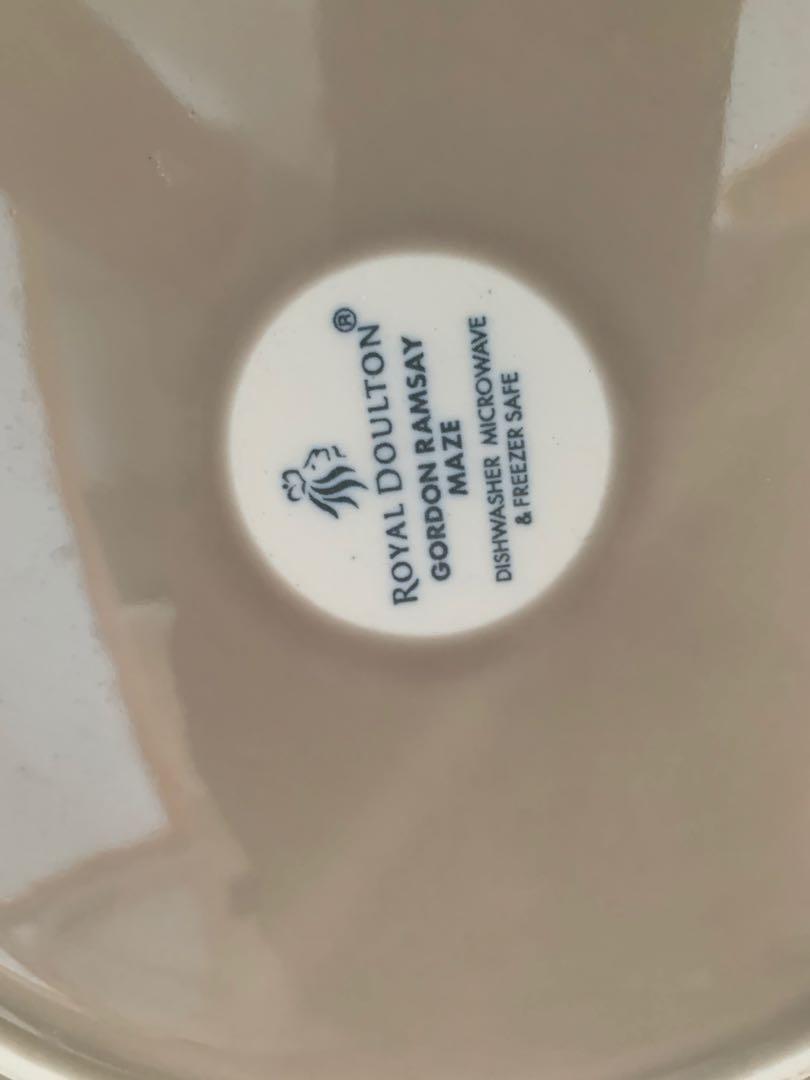 ROYAL DOULTON®
GORDON RAMSAY
MAZE
DISHWASHER MICROWAVE
& FREEZER SAFE